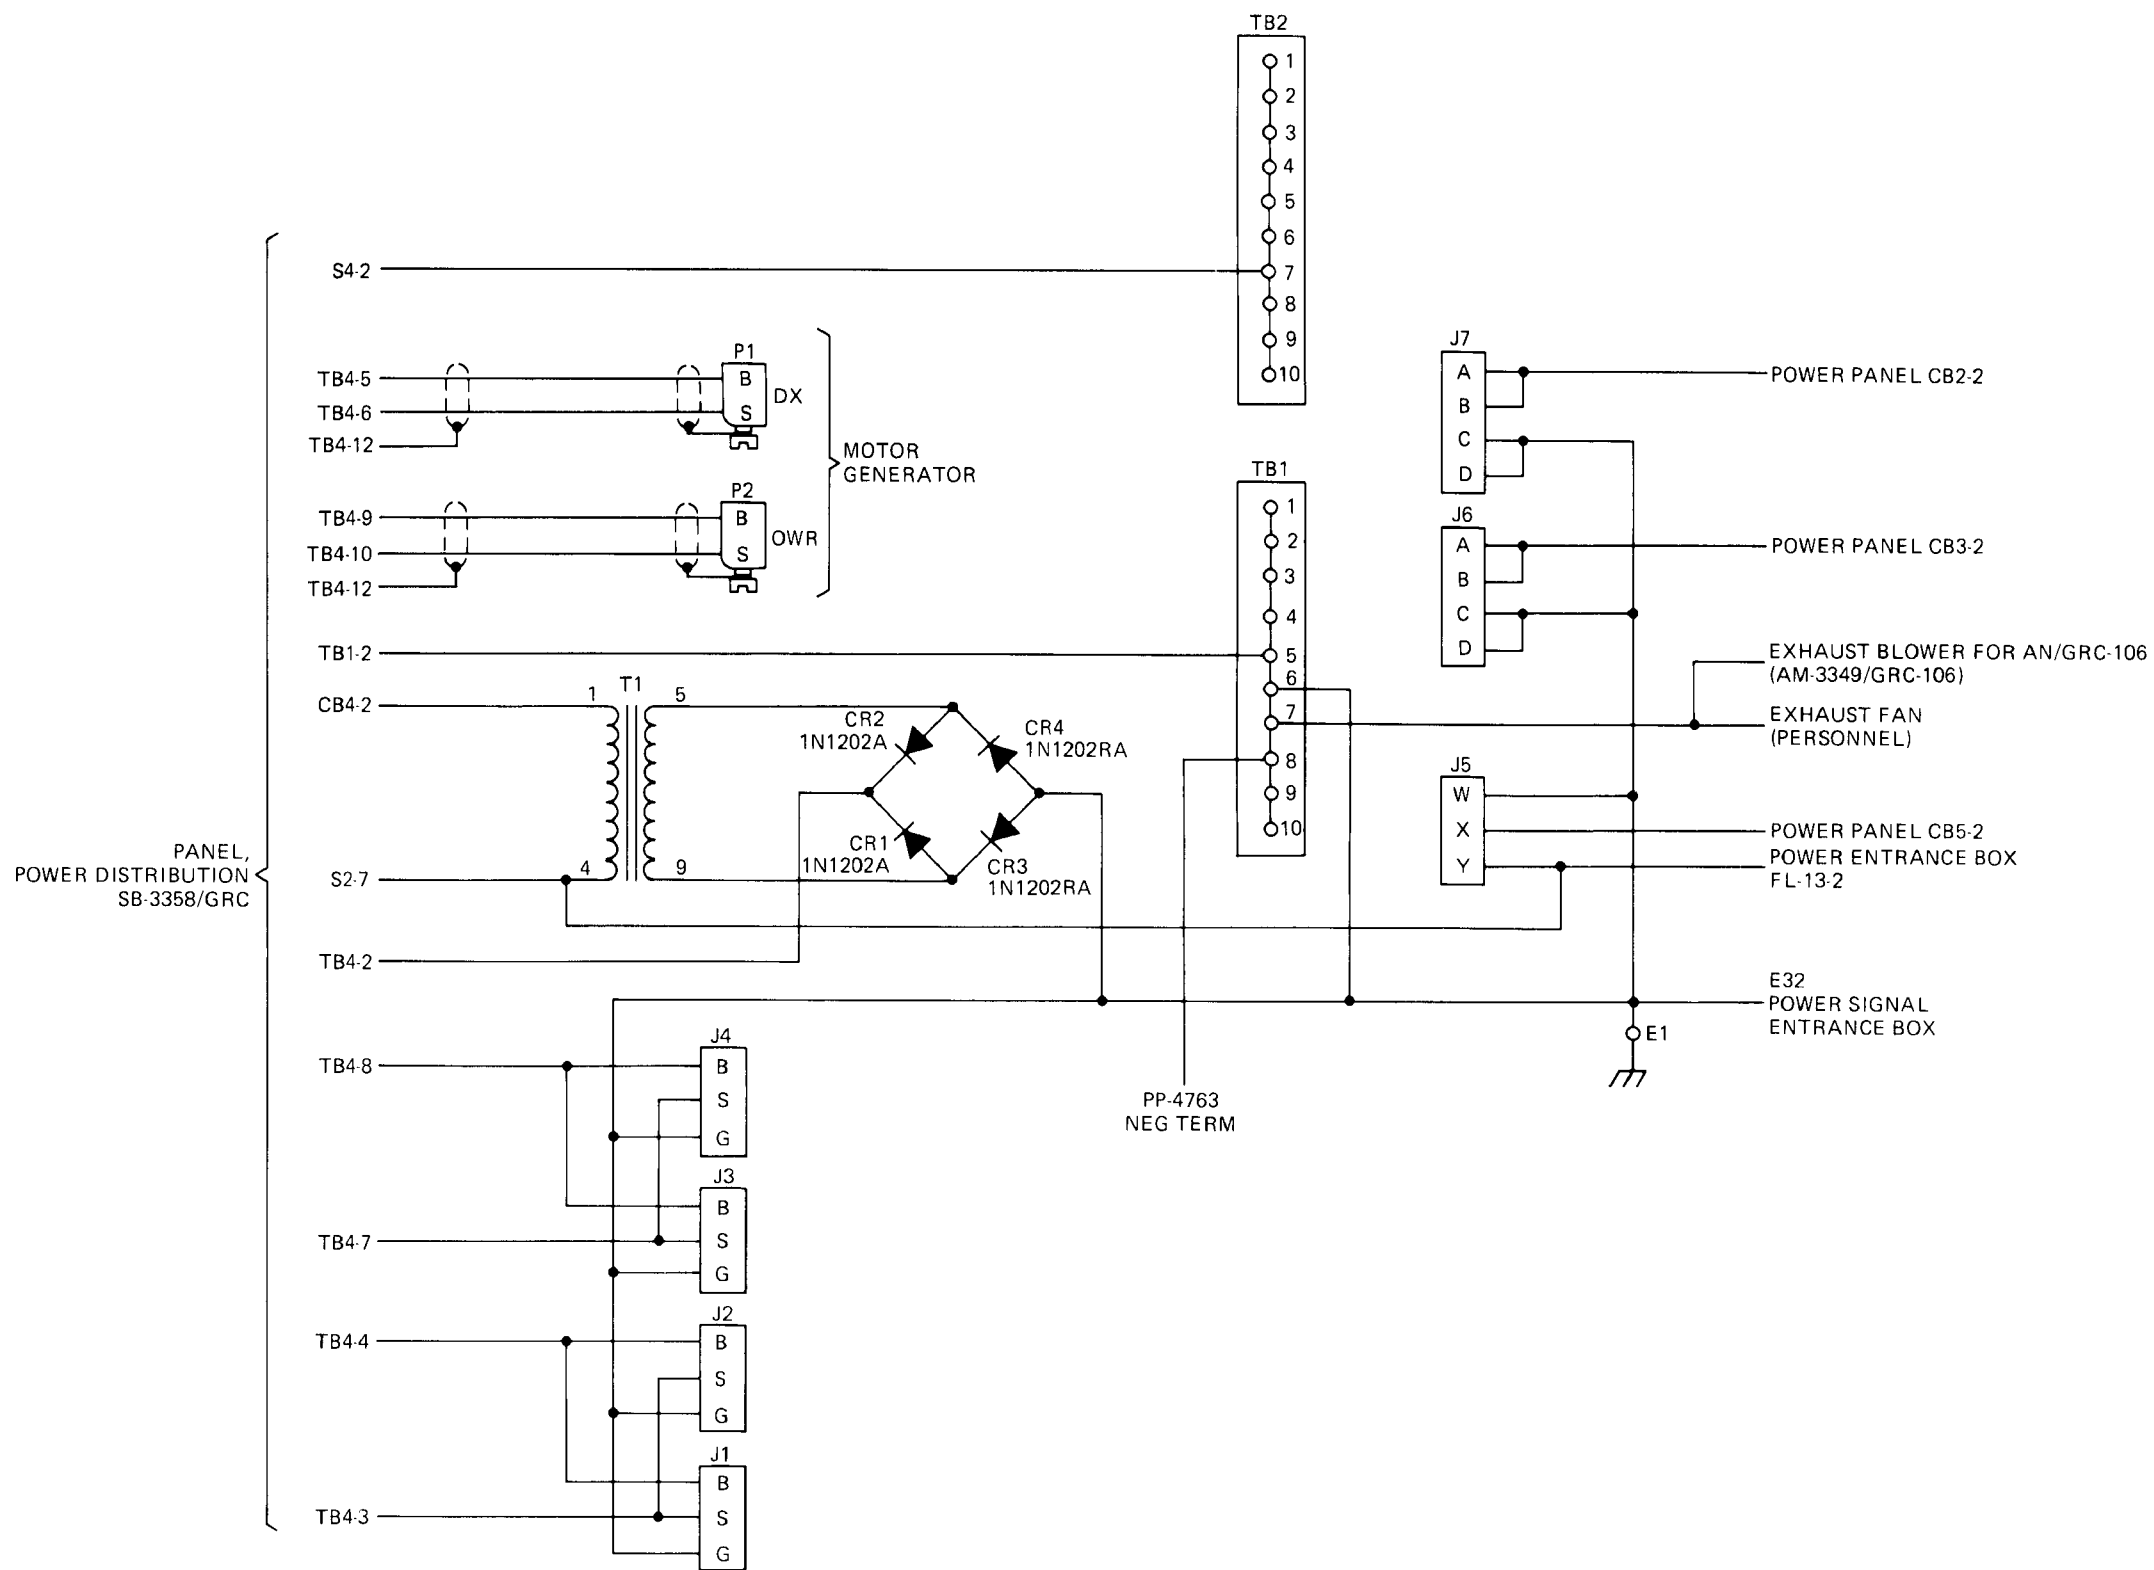 TB2
1
2
3
4
5
6
7
8
9
10
S4-2
P1
TB4-5
B
DX
TB4-6
S
TB4-12
MOTOR
GENERATOR
P2
TB4-9
B
OWR
TB4-10
S
TB4-12
J7
A
POWER PANEL CB2-2
B
C
D
TB1
1
2
3
4
5
6
7
8
9
10
J6
A
POWER PANEL CB3-2
B
C
D
TB1-2
EXHAUST BLOWER FOR AN/GRC-106
(AM-3349/GRC-106)
EXHAUST FAN
(PERSONNEL)
CB4-2
1
T1
5
CR2
1N1202A
CR4
1N1202RA
CR1
1N1202A
CR3
1N1202RA
4
9
S2-7
J5
W
X
POWER PANEL CB5-2
Y
POWER ENTRANCE BOX
FL-13-2
PANEL,
POWER DISTRIBUTION
SB-3358/GRC
TB4-2
E32
POWER SIGNAL
ENTRANCE BOX
E1
PP-4763
NEG TERM
J4
TB4-8
B
S
G
J3
B
TB4-7
S
G
J2
TB4-4
B
S
G
J1
B
TB4-3
S
G